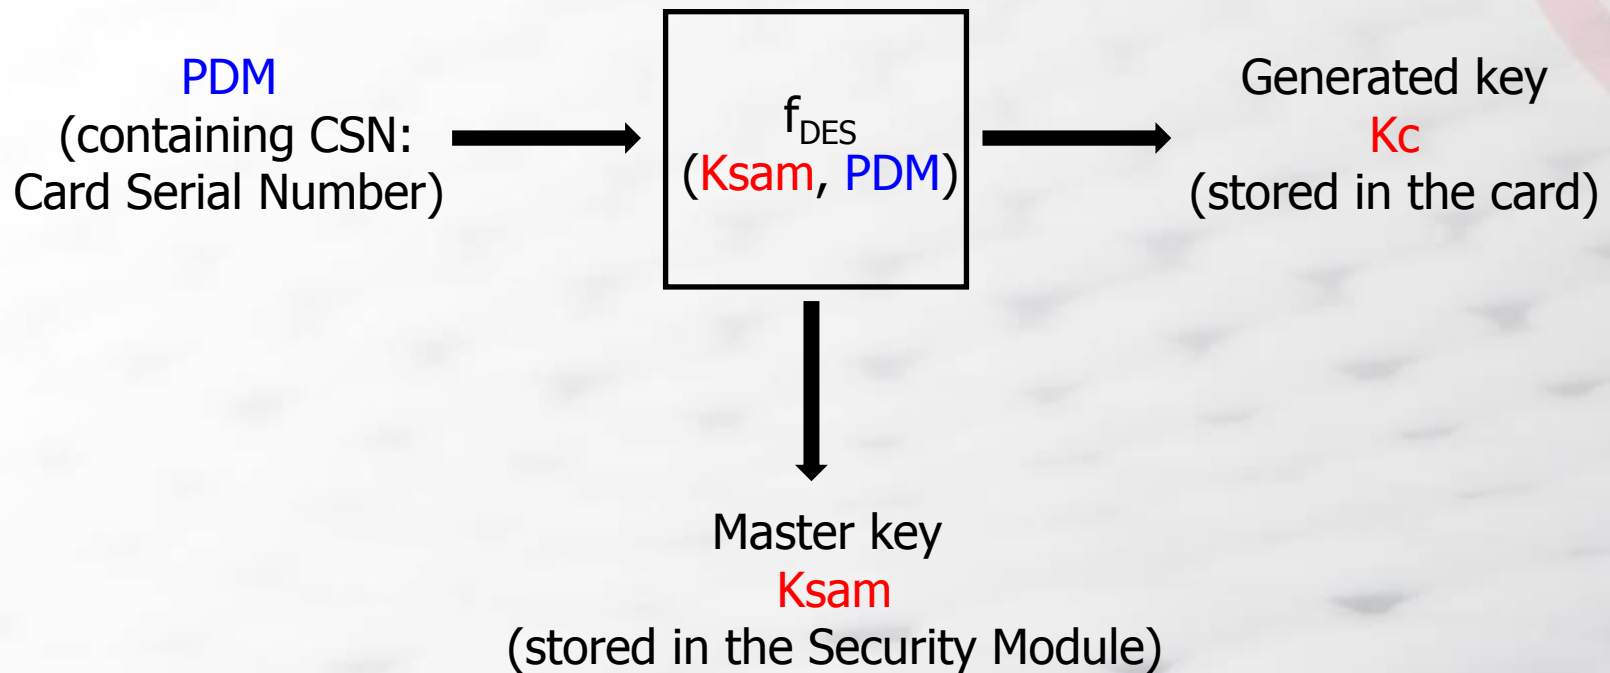 PDM
(containing CSN:
Card Serial Number)
fDES
(Ksam, PDM)
Generated key
Kc
(stored in the card)
Master key
Ksam
(stored in the Security Module)